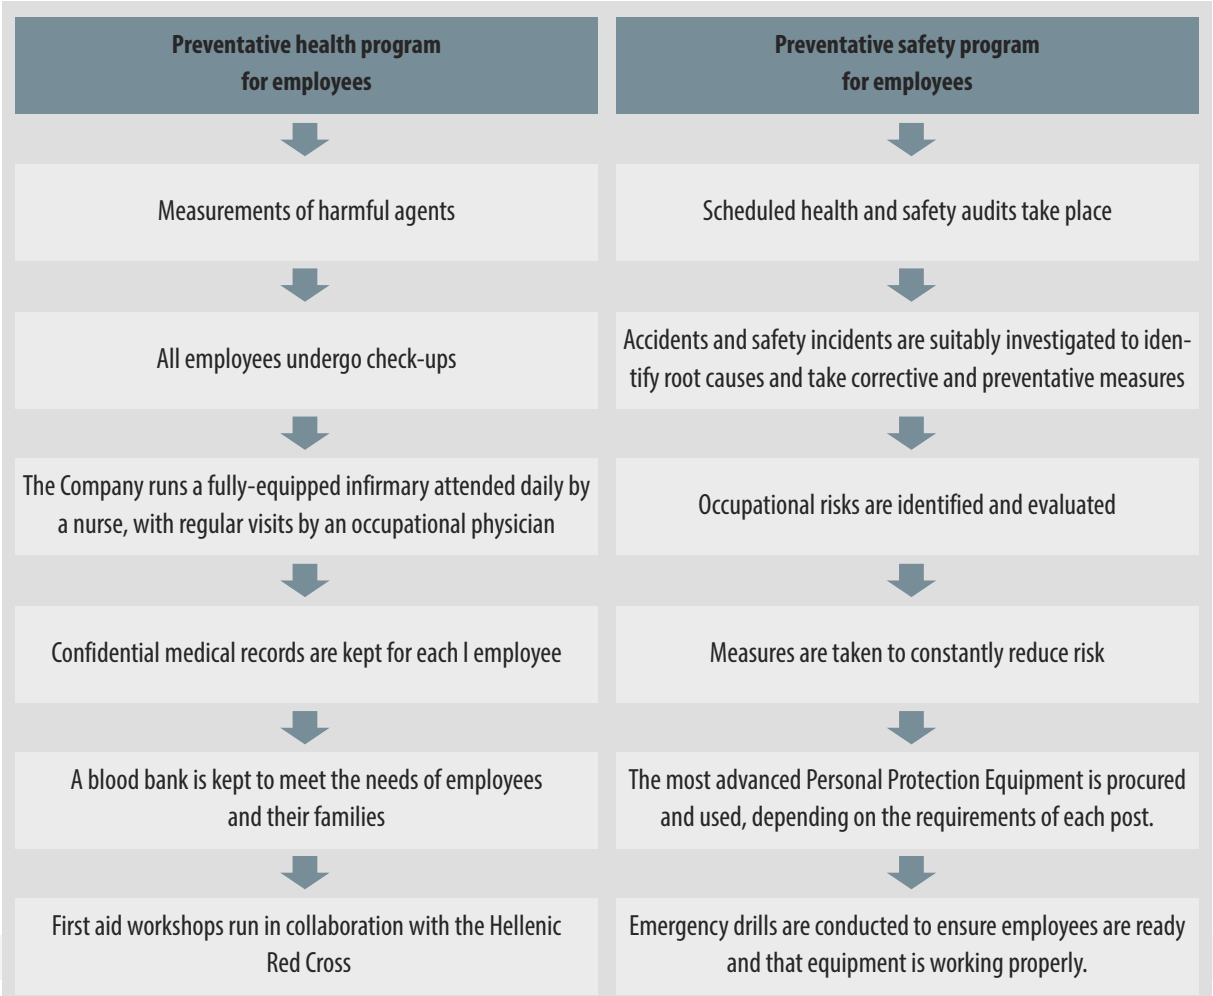 Preventative health program
for employees
Measurements of harmful agents
All employees undergo check-ups
The Company runs a fully-equipped infirmary attended daily by
a nurse, with regular visits by an occupational physician
Confidential medical records are kept for each l employee
A blood bank is kept to meet the needs of employees
and their families
First aid workshops run in collaboration with the Hellenic
Red Cross
Preventative safety program
for employees
Scheduled health and safety audits take place
Accidents and safety incidents are suitably investigated to iden-
tify root causes and take corrective and preventative measures
Occupational risks are identified and evaluated
Measures are taken to constantly reduce risk
The most advanced Personal Protection Equipment is procured
and used, depending on the requirements of each post.
Emergency drills are conducted to ensure employees are ready
and that equipment is working properly.